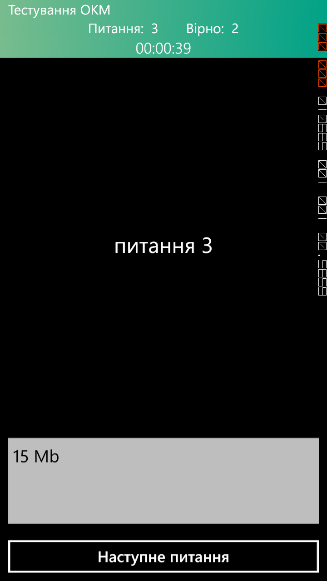 Тестування ОКМ
Питання: 3 Вірно: 2
00:00:39
питання 3
15 Mb
Наступне питання